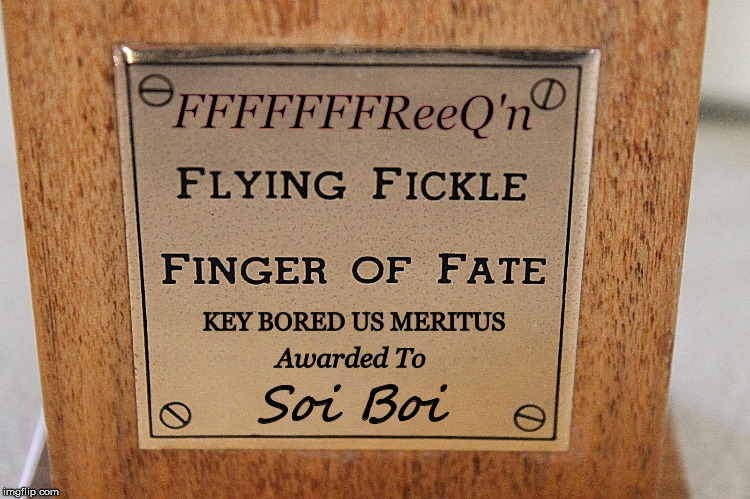 FFFFFFFReeQ'n
FLYING FICKLE
FINGER OF FATE
KEY BORED US MERITUS
Awarded To
Soi Boi
imgflip.com